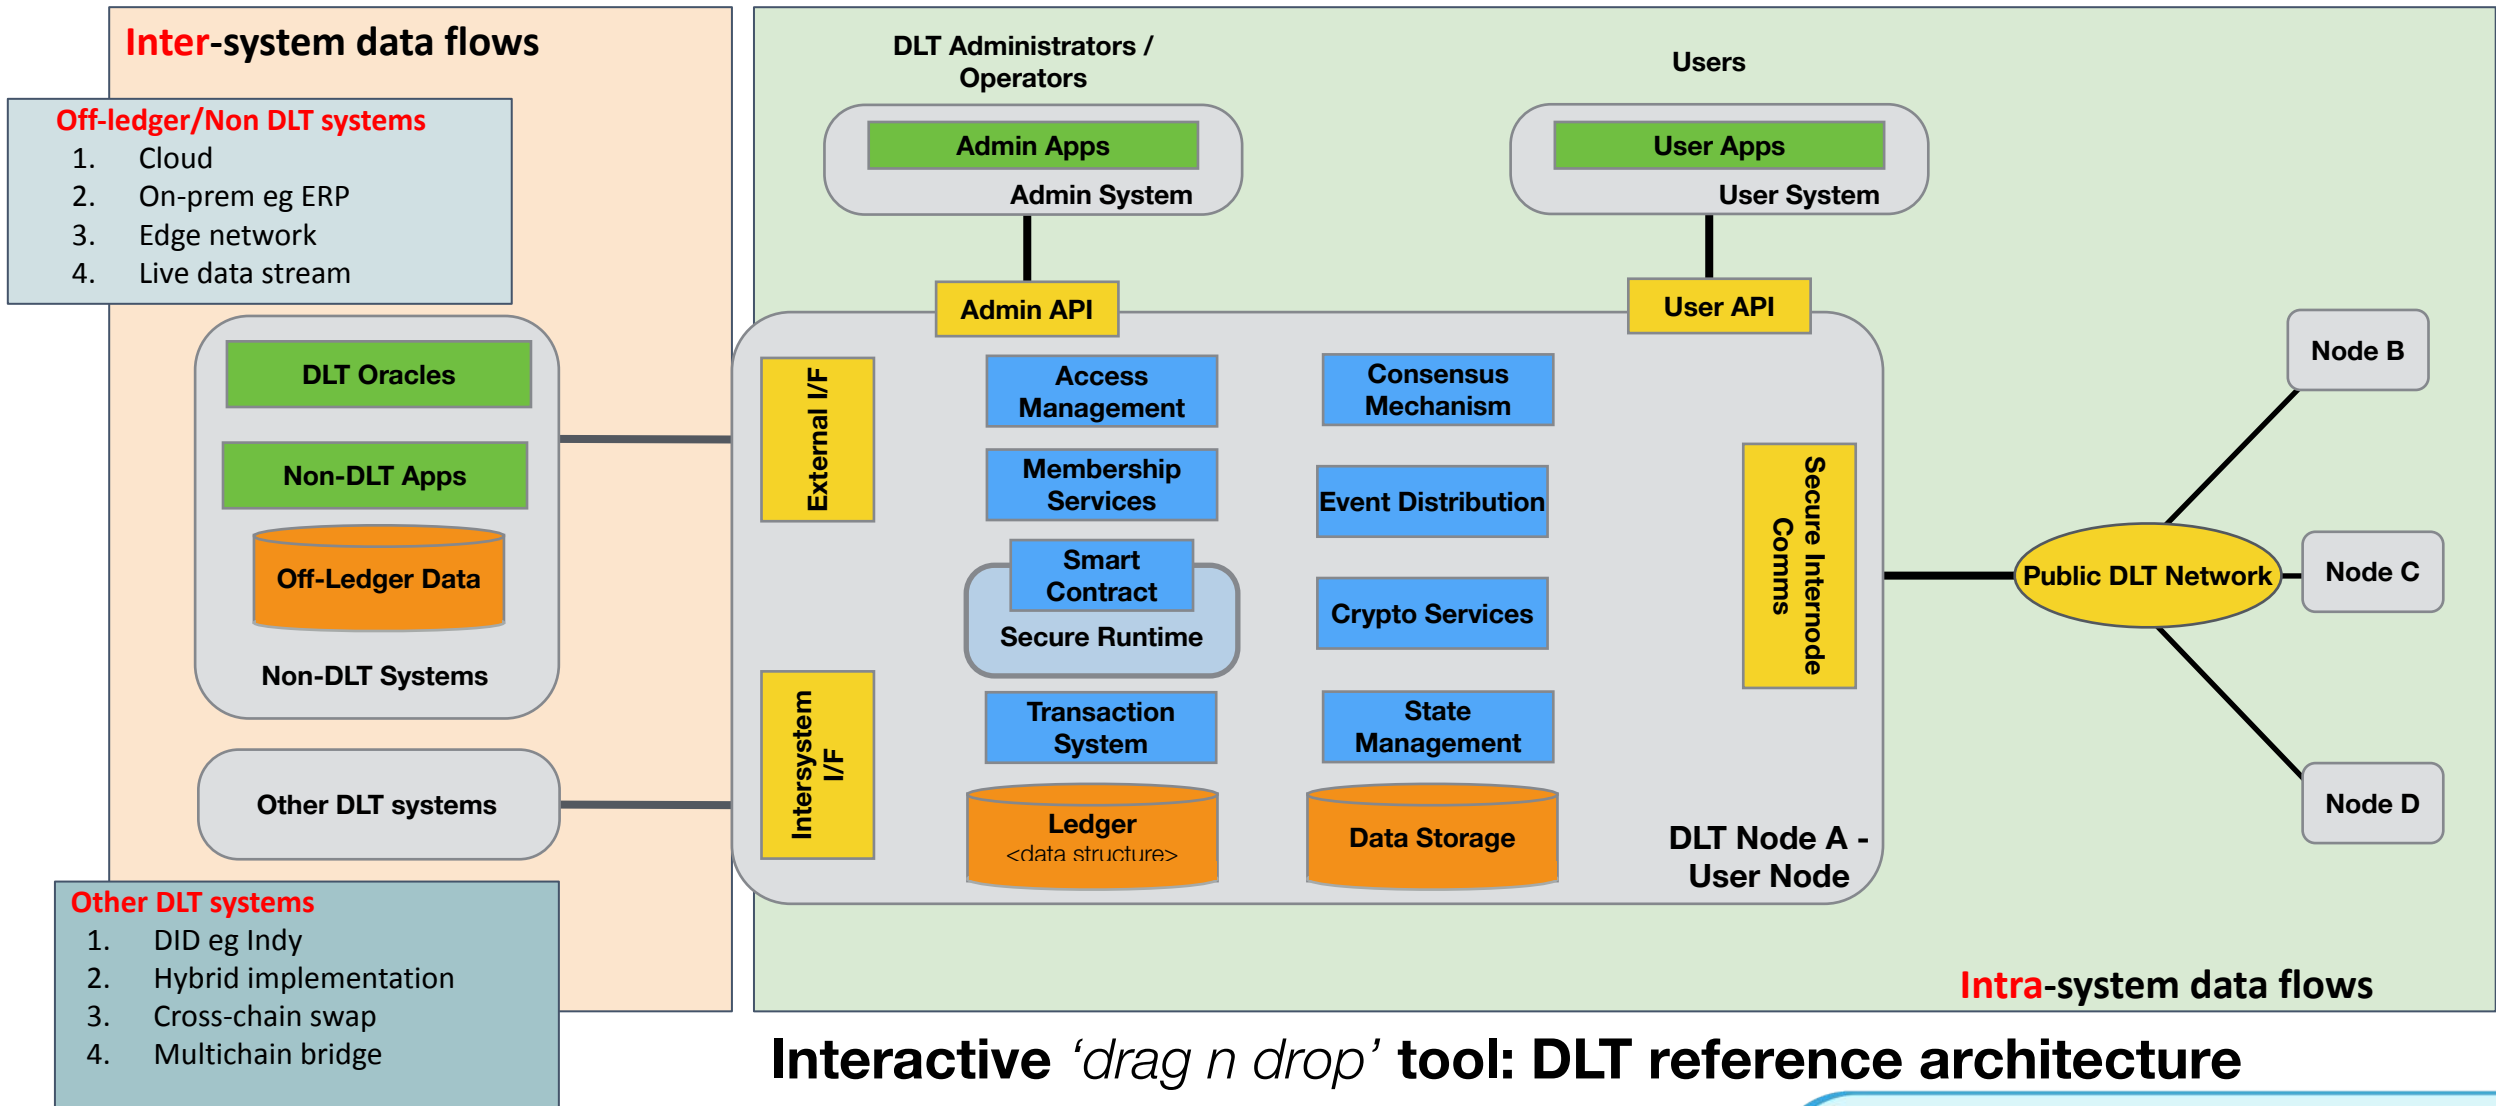 Inter-system data flows
Off-ledger/Non DLT systems
1. Cloud
2. On-prem eg ERP
3. Edge network
4. Live data stream
DLT Oracles
Non-DLT Apps
Off-Ledger Data
Non-DLT Systems
Other DLT systems
Other DLT systems
1. DID eg Indy
2. Hybrid implementation
3. Cross-chain swap
4. Multichain bridge
DLT Administrators /
Operators
Admin Apps
Admin System
Users
User Apps
User System
Admin API
User API
External I/F
Intersystem
I/F
Access
Management
Membership
Services
Smart
Contract
Secure Runtime
Transaction
System
Ledger
<data structure>
Consensus
Mechanism
Event Distribution
Crypto Services
State
Management
Data Storage
Secure Internode
Comms
DLT Node A -
User Node
Public DLT Network
Node B
Node C
Node D
Intra-system data flows
Interactive ‘drag n drop’ tool: DLT reference architecture